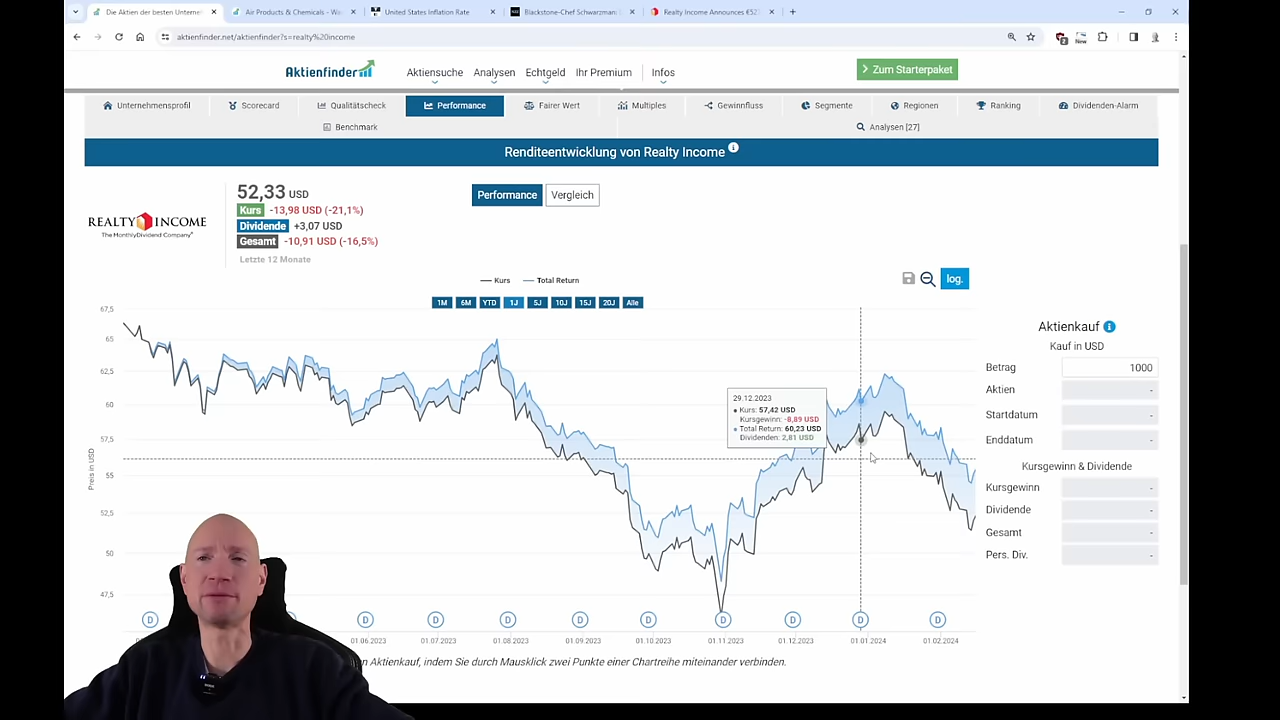 Die Aktien der besten Unterneh
Air Products & Chemicals - Wa
United States Inflation Rate
Blackstone-Chef Schwarzman:
Realty Income Announces €52
aktienfinder.net/aktienfinder?s=realty%20income
New
Aktienfinder
Aktiensuche
Analysen
Echtgeld
Ihr Premium
Infos
Zum Starterpaket
Unternehmensprofil
Scorecard
Qualitätscheck
Performance
Fairer Wert
Multiples
Gewinnfluss
Segmente
Regionen
Ranking
Dividenden-Alarm
Benchmark
Analysen [27]
Renditeentwicklung von Realty Income
REALTY INCOME
The Monthly Dividend Company
52,33 USD
Kurs -13,98 USD (-21,1%)
Dividende +3,07 USD
Gesamt -10,91 USD (-16,5%)
Letzte 12 Monate
Performance
Vergleich
Kurs
Total Return
log.
1M
6M
YTD
1J
5J
10J
15J
20J
Alle
67,5
65
62,5
60
57,5
55
52,5
50
47,5
Preis in USD
29.12.2023
Kurs: 57,42 USD
Kursgewinn: -8,89 USD
Total Return: 60,23 USD
Dividenden: 2,81 USD
D
D
D
D
D
D
D
D
D
D
01.06.2023
01.07.2023
01.08.2023
01.09.2023
01.10.2023
01.11.2023
01.12.2023
01.01.2024
01.02.2024
Aktienkauf, indem Sie durch Mausklick zwei Punkte einer Chartreihe miteinander verbinden.
Aktienkauf
Kauf in USD
Betrag 1000
Aktien -
Startdatum -
Enddatum -
Kursgewinn & Dividende
Kursgewinn -
Dividende -
Gesamt -
Pers. Div. -